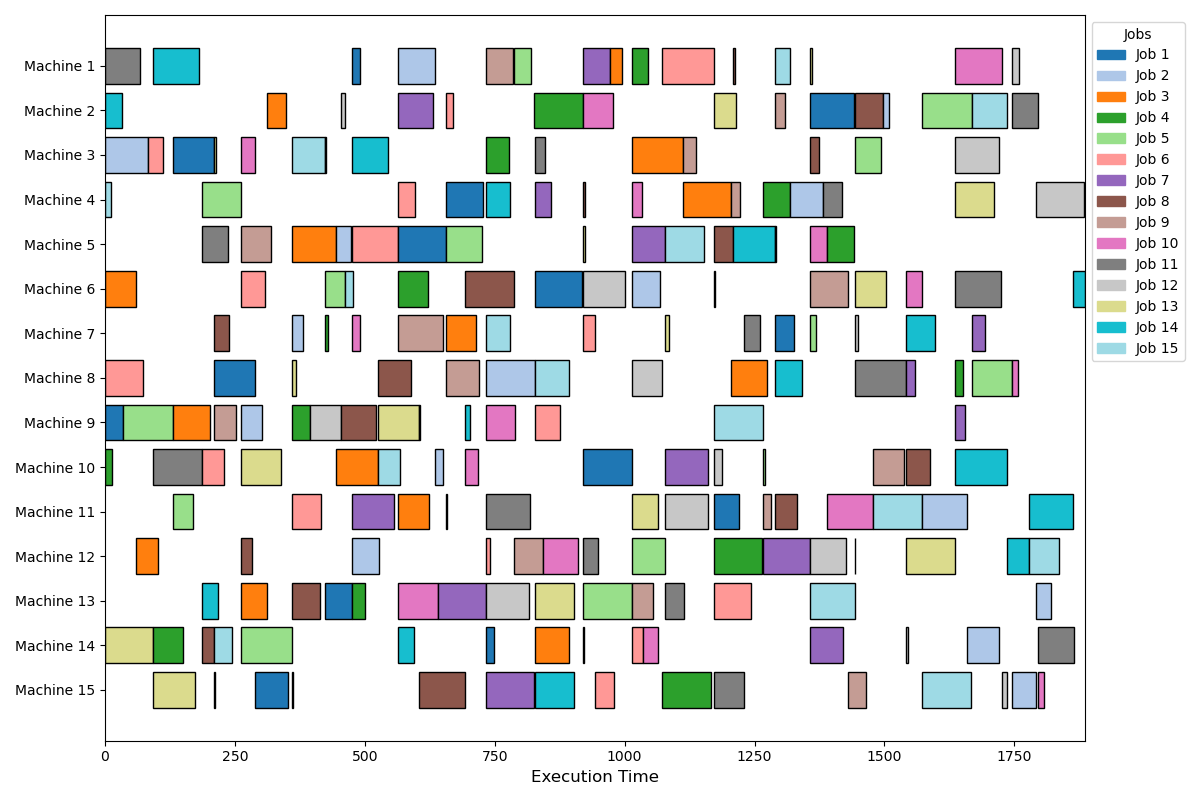 Machine 1
Machine 2
Machine 3
Machine 4
Machine 5
Machine 6
Machine 7
Machine 8
Machine 9
Machine 10
Machine 11
Machine 12
Machine 13
Machine 14
Machine 15
0 250 500 750 1000 1250 1500 1750
Execution Time
Jobs
Job 1
Job 2
Job 3
Job 4
Job 5
Job 6
Job 7
Job 8
Job 9
Job 10
Job 11
Job 12
Job 13
Job 14
Job 15